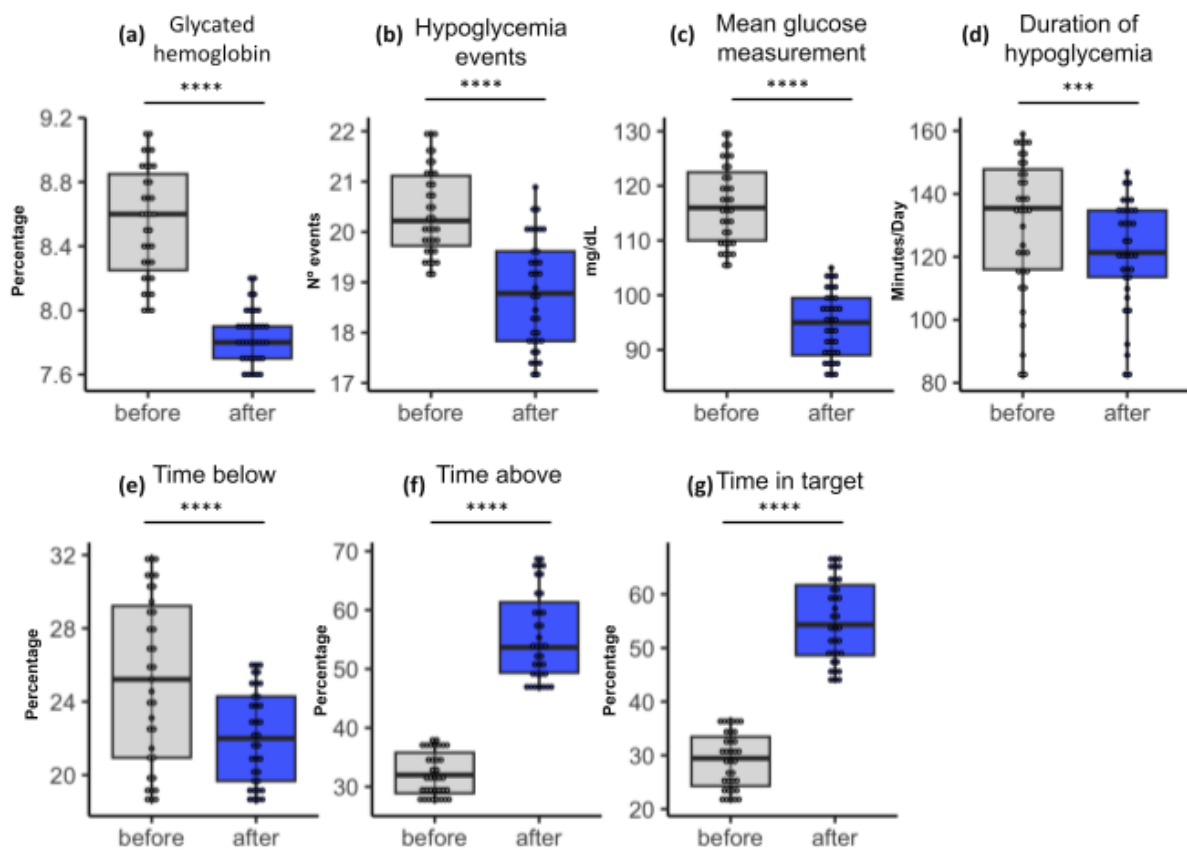 (a) Glycated
hemoglobin
****
Percentage
9.2
8.8
8.4
8.0
7.6
before after
(b) Hypoglycemia
events
****
N° events
22
21
20
19
18
17
before after
(c) Mean glucose
measurement
****
mg/dL
130
120
110
100
90
before after
(d) Duration of
hypoglycemia
***
Minutes/Day
160
140
120
100
80
before after
(e) Time below
****
Percentage
32
28
24
20
before after
(f) Time above
****
Percentage
70
60
50
40
30
before after
(g) Time in target
****
Percentage
60
50
40
30
20
before after